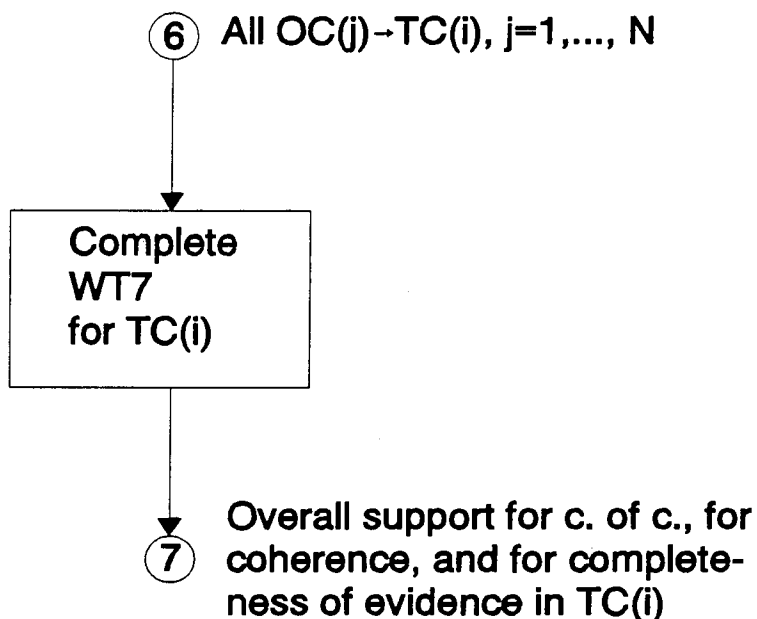 6 All OC(j)→TC(i), j=1,..., N
Complete
WT7
for TC(i)
Overall support for c. of c., for
7 coherence, and for complete-
ness of evidence in TC(i)